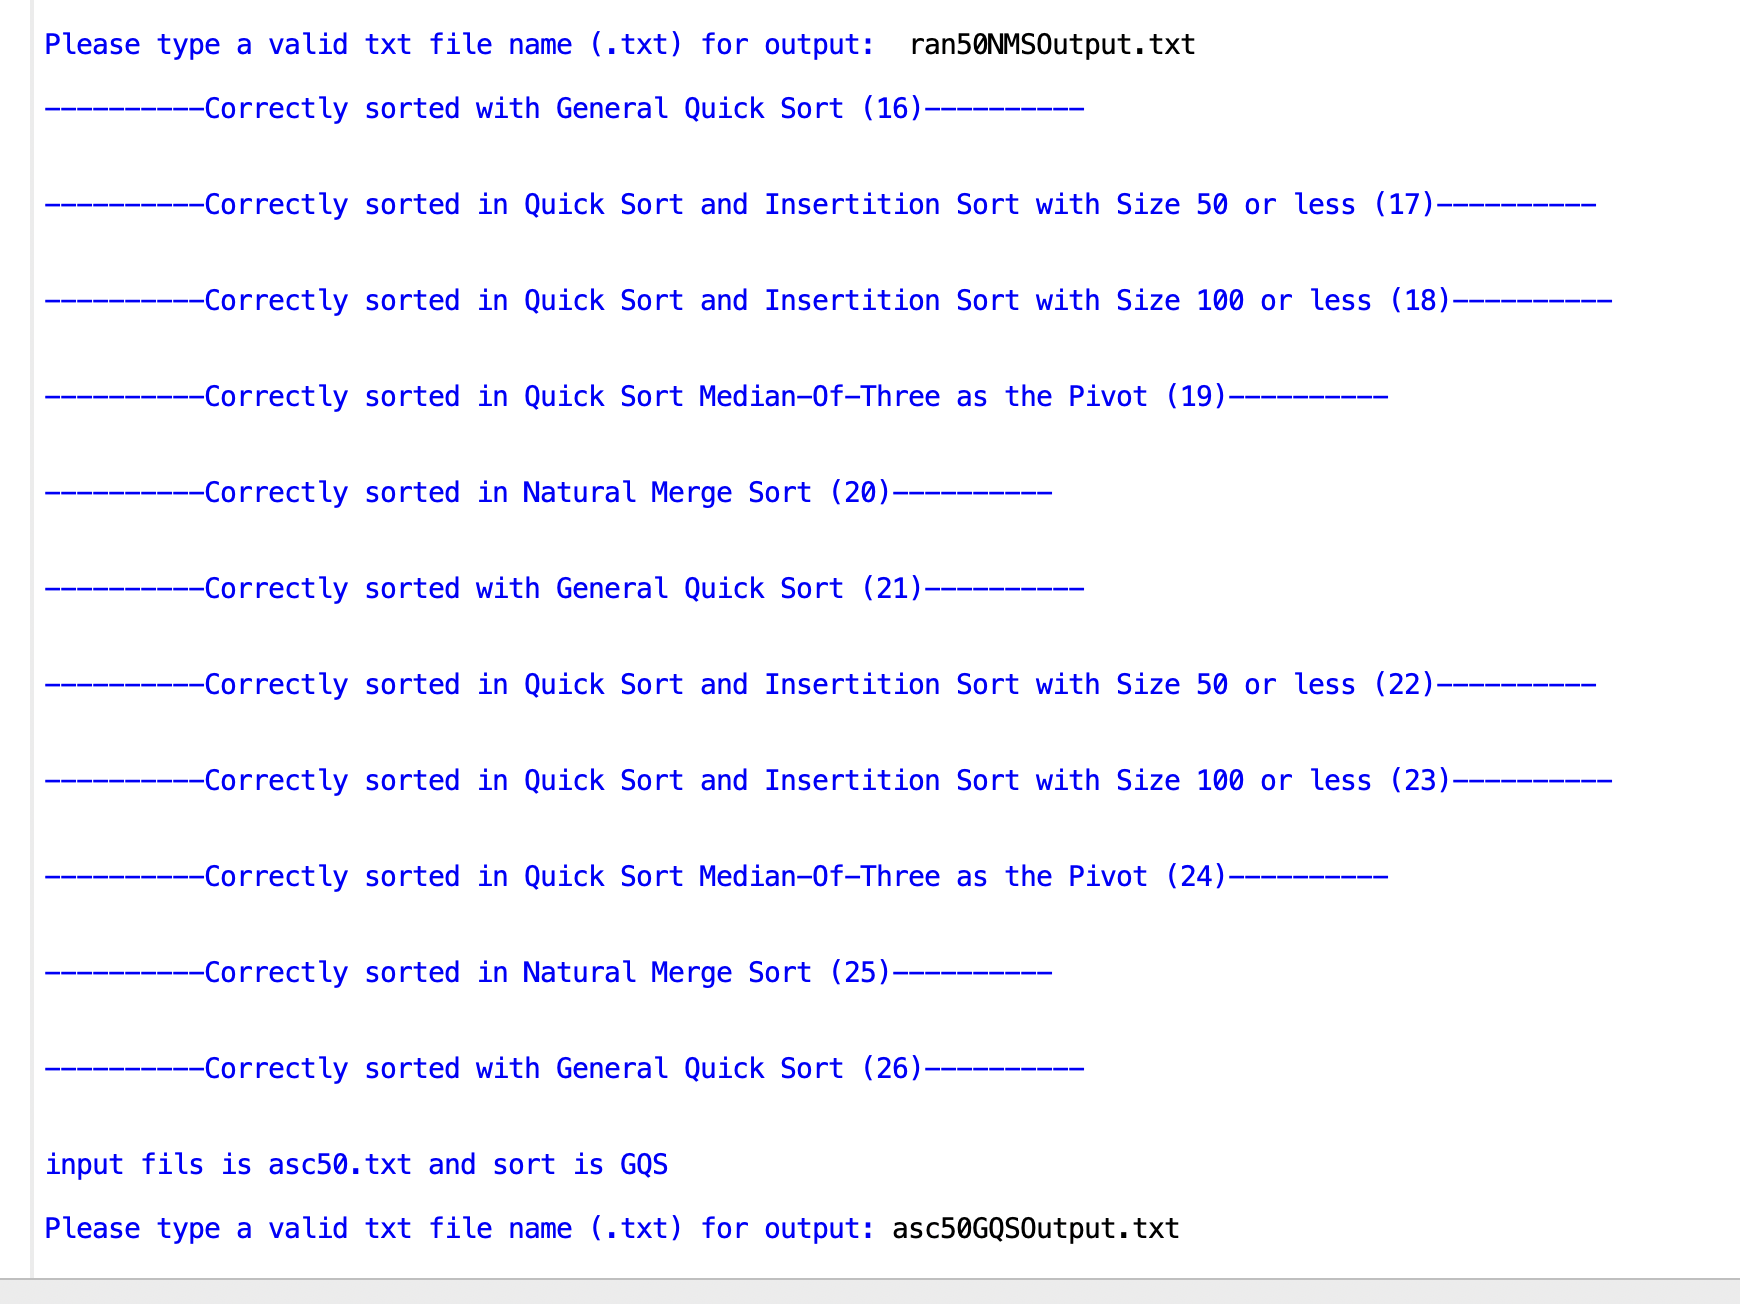 Please type a valid txt file name (.txt) for output:  ran50NMSOutput.txt
----------Correctly sorted with General Quick Sort (16)----------
----------Correctly sorted in Quick Sort and Insertition Sort with Size 50 or less (17)----------
----------Correctly sorted in Quick Sort and Insertition Sort with Size 100 or less (18)----------
----------Correctly sorted in Quick Sort Median-Of-Three as the Pivot (19)----------
----------Correctly sorted in Natural Merge Sort (20)----------
----------Correctly sorted with General Quick Sort (21)----------
----------Correctly sorted in Quick Sort and Insertition Sort with Size 50 or less (22)----------
----------Correctly sorted in Quick Sort and Insertition Sort with Size 100 or less (23)----------
----------Correctly sorted in Quick Sort Median-Of-Three as the Pivot (24)----------
----------Correctly sorted in Natural Merge Sort (25)----------
----------Correctly sorted with General Quick Sort (26)----------
input fils is asc50.txt and sort is GQS
Please type a valid txt file name (.txt) for output: asc50GQSOutput.txt